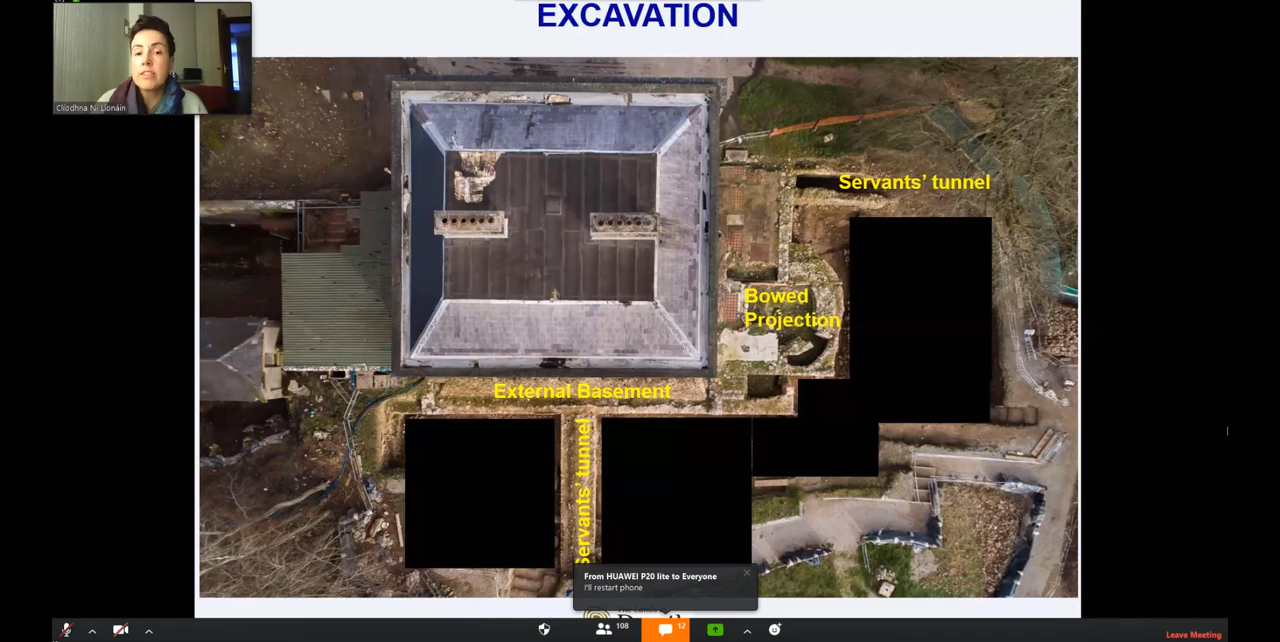 EXCAVATION
Clíodhna Ní Lionáin
Servants' tunnel
Bowed
Projection
External Basement
Servants' tunnel
From HUAWEI P20 lite to Everyone
I'll restart phone
108
12
Leave Meeting